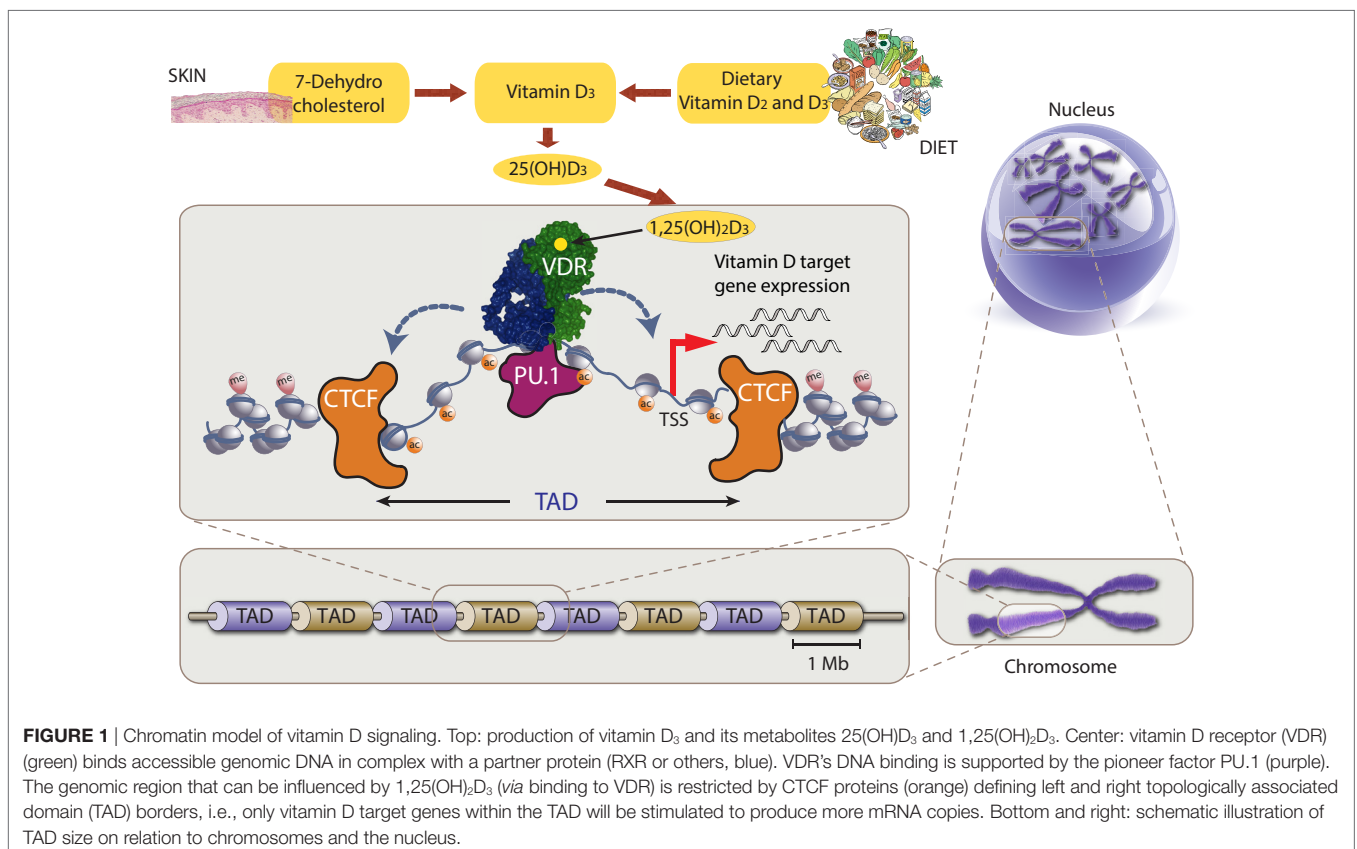 SKIN
7-Dehydro
cholesterol
Vitamin D₃
Dietary
Vitamin D₂ and D₃
DIET
Nucleus
25(OH)D₃
1,25(OH)₂D₃
VDR
Vitamin D target
gene expression
me
me
CTCF
ac
ac
ac
PU.1
ac
ac
TSS
ac
CTCF
me
me
TAD
TAD
TAD
TAD
TAD
TAD
TAD
TAD
TAD
1 Mb
Chromosome
FIGURE 1 | Chromatin model of vitamin D signaling. Top: production of vitamin D₃ and its metabolites 25(OH)D₃ and 1,25(OH)₂D₃. Center: vitamin D receptor (VDR)
(green) binds accessible genomic DNA in complex with a partner protein (RXR or others, blue). VDR's DNA binding is supported by the pioneer factor PU.1 (purple).
The genomic region that can be influenced by 1,25(OH)₂D₃ (via binding to VDR) is restricted by CTCF proteins (orange) defining left and right topologically associated
domain (TAD) borders, i.e., only vitamin D target genes within the TAD will be stimulated to produce more mRNA copies. Bottom and right: schematic illustration of
TAD size on relation to chromosomes and the nucleus.